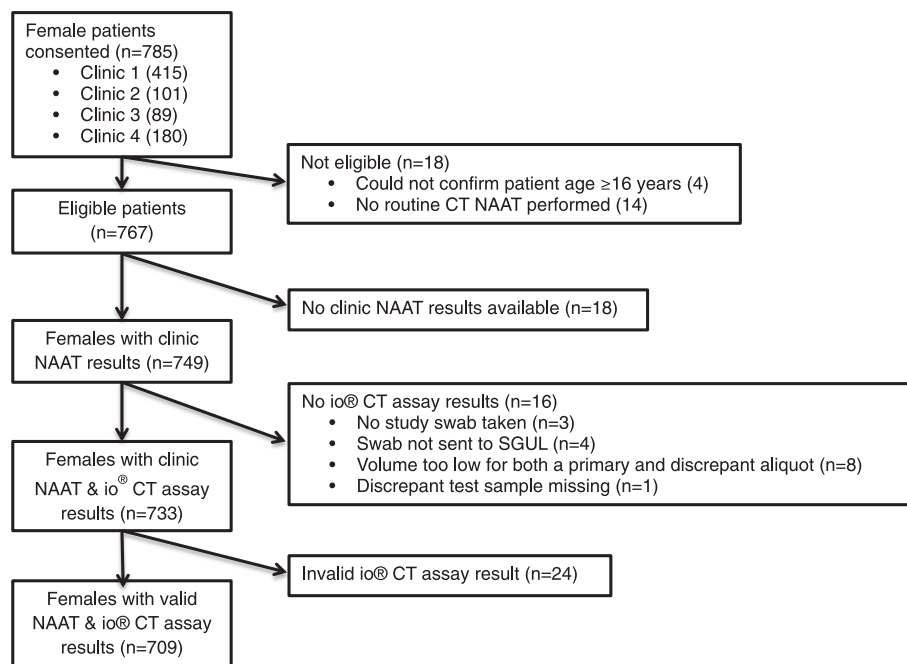 Female patients
consented (n=785)
• Clinic 1 (415)
• Clinic 2 (101)
• Clinic 3 (89)
• Clinic 4 (180)
Not eligible (n=18)
• Could not confirm patient age ≥16 years (4)
• No routine CT NAAT performed (14)
Eligible patients
(n=767)
No clinic NAAT results available (n=18)
Females with clinic
NAAT results (n=749)
No io® CT assay results (n=16)
• No study swab taken (n=3)
• Swab not sent to SGUL (n=4)
• Volume too low for both a primary and discrepant aliquot (n=8)
• Discrepant test sample missing (n=1)
Females with clinic
NAAT & io® CT assay
results (n=733)
Invalid io® CT assay result (n=24)
Females with valid
NAAT & io® CT assay
results (n=709)